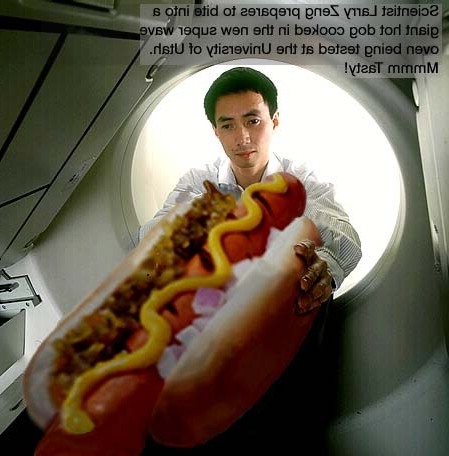 Scientist Larry Zeng prepares to bite into a
giant hot dog cooked in the new super wave
oven being tested at the University of Utah.
Mmmm Tasty!